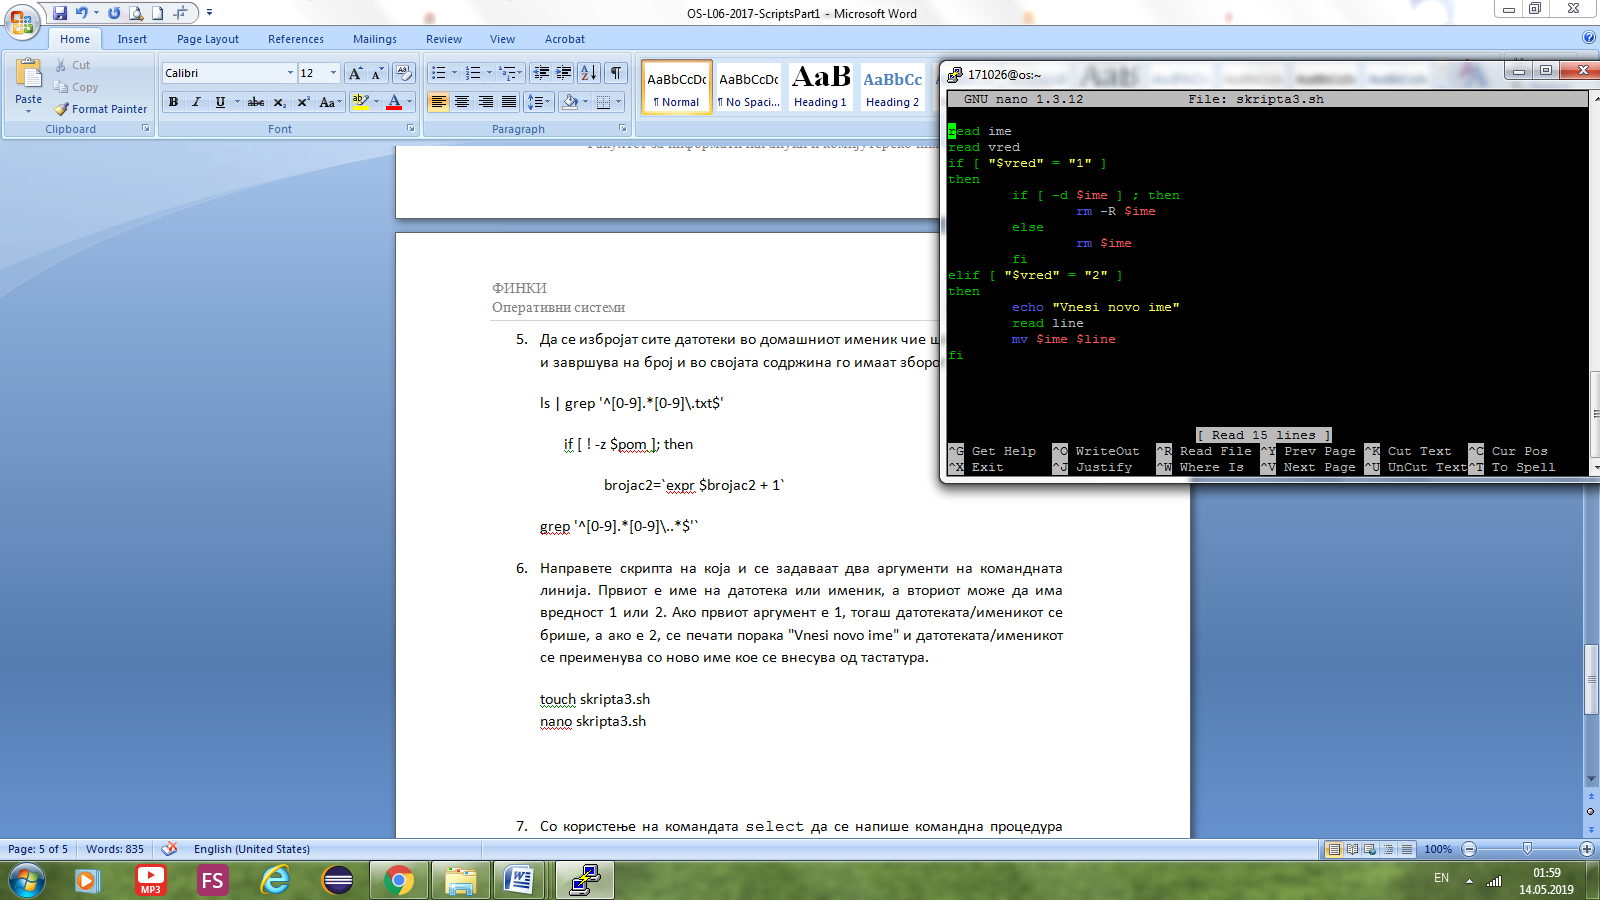 OS-L06-2017-ScriptsPart1 - Microsoft Word
Home Insert Page Layout References Mailings Review View Acrobat
Paste
Cut
Copy
Format Painter
Clipboard
Calibri 12
B I U abc x₂ x² Aa
Font
Paragraph
AaBbCcDc AaBbCcDc AaB AaBbCc
¶ Normal ¶ No Spaci... Heading 1 Heading 2
171026@os:~
GNU nano 1.3.12 File: skripta3.sh
read ime
read vred
if [ "$vred" = "1" ]
then
if [ -d $ime ] ; then
rm -R $ime
else
rm $ime
fi
elif [ "$vred" = "2" ]
then
echo "Vnesi novo ime"
read line
mv $ime $line
fi
[ Read 15 lines ]
^G Get Help ^O WriteOut ^R Read File ^Y Prev Page ^K Cut Text ^C Cur Pos
^X Exit ^J Justify ^W Where Is ^V Next Page ^U UnCut Text ^T To Spell
ФИНКИ
Оперативни системи
5. Да се избројат сите датотеки во домашниот именик чие
и завршува на број и во својата содржина го имаат
ls | grep '^[0-9].*[0-9]\.txt$'
if [ ! -z $pom ]; then
brojac2=`expr $brojac2 + 1`
grep '^[0-9].*[0-9]\..*$'`
6. Направете скрипта на која и се задаваат два аргументи на командната
линија. Првиот е име на датотека или именик, а вториот може да има
вредност 1 или 2. Ако првиот аргумент е 1, тогаш датотеката/именикот се
брише, а ако е 2, се печати порака "Vnesi novo ime" и датотеката/именикот
се преименува со ново име кое се внесува од тастатура.
touch skripta3.sh
nano skripta3.sh
7. Со користење на командата select да се напише командна процедура
Page: 5 of 5 Words: 835 English (United States) 100%
MP3 FS EN 01:59
14.05.2019